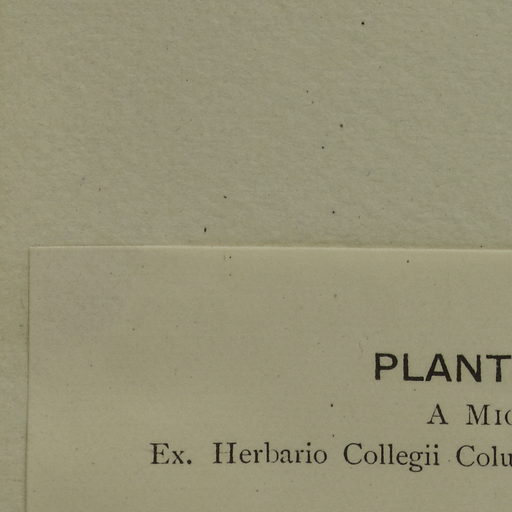 PLANT
A MIC
Ex. Herbario Collegii Colu